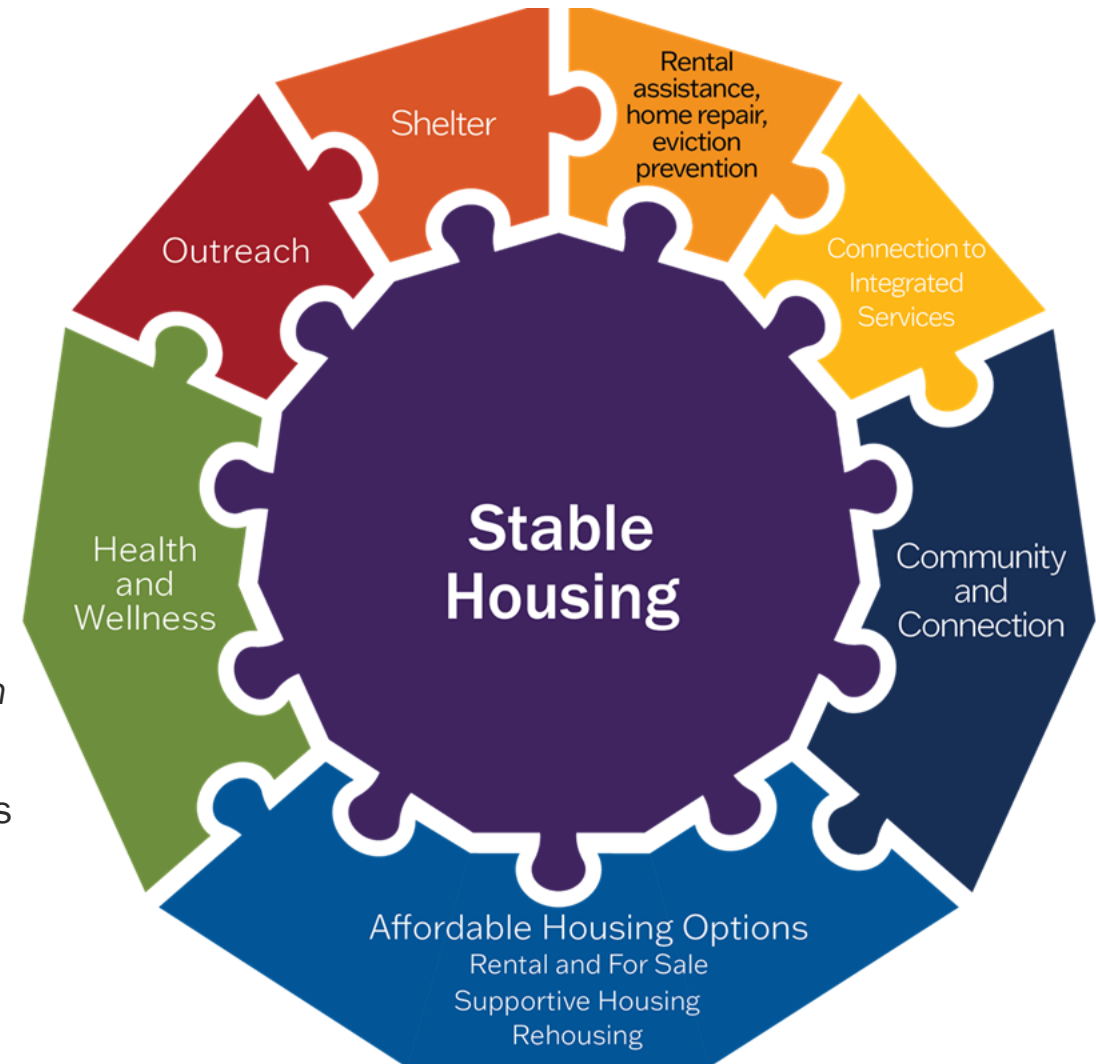 Shelter
Rental
assistance,
home repair,
eviction
prevention
Outreach
Connection to
Integrated
Services
Stable
Housing
Health
and
Wellness
Community
and
Connection
Affordable Housing Options
Rental and For Sale
Supportive Housing
Rehousing